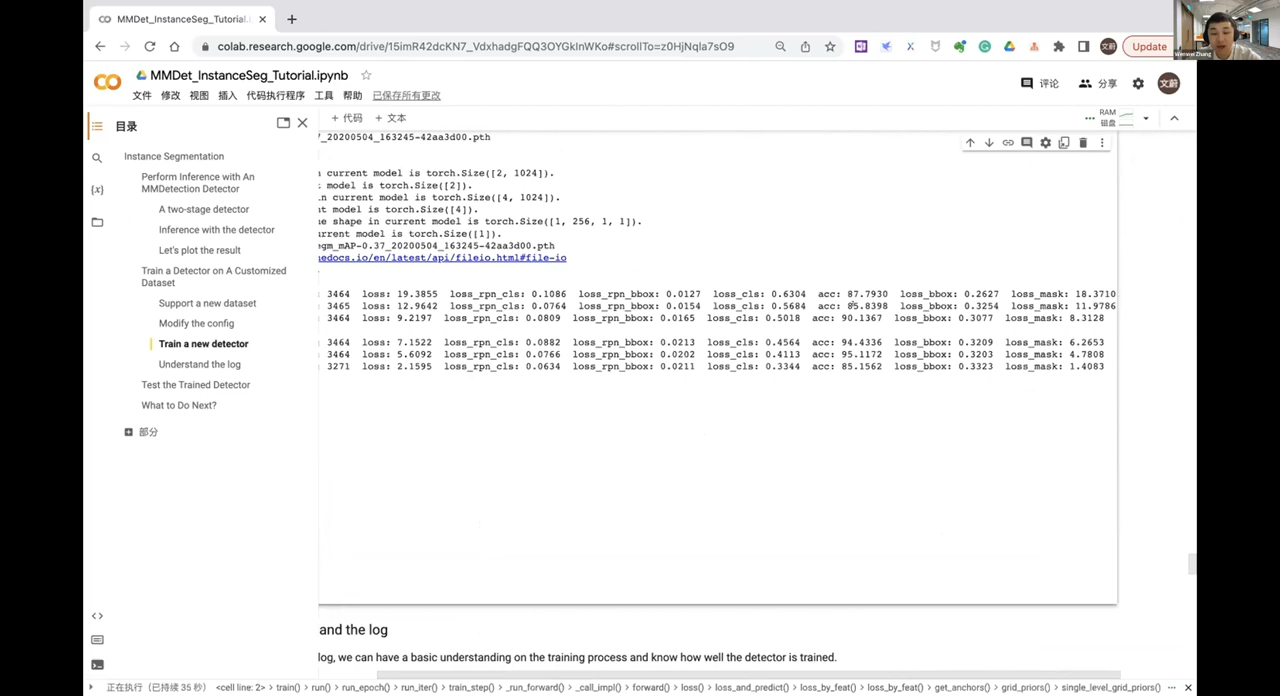 MMDet_InstanceSeg_Tutorial.
colab.research.google.com/drive/15imR42dcKN7_VdxhadgFQQ3OYGkInWKo#scrollTo=z0HjNqla7sO9
文蔚
Update
Wenwei Zhang
MMDet_InstanceSeg_Tutorial.ipynb
评论
分享
文蔚
文件 修改 视图 插入 代码执行程序 工具 帮助 已保存所有更改
目录
+ 代码 + 文本
RAM
磁盘
Instance Segmentation
Perform Inference with An
MMDetection Detector
A two-stage detector
Inference with the detector
Let's plot the result
Train a Detector on A Customized
Dataset
Support a new dataset
Modify the config
Train a new detector
Understand the log
Test the Trained Detector
What to Do Next?
部分
7_20200504_163245-42aa3d00.pth
n current model is torch.Size([2, 1024]).
t model is torch.Size([2]).
in current model is torch.Size([4, 1024]).
nt model is torch.Size([4]).
ne shape in current model is torch.Size([1, 256, 1, 1]).
urrent model is torch.Size([1]).
egm_mAP-0.37_20200504_163245-42aa3d00.pth
nedocs.io/en/latest/api/fileio.html#file-io
: 3464 loss: 19.3855 loss_rpn_cls: 0.1086 loss_rpn_bbox: 0.0127 loss_cls: 0.6304 acc: 87.7930 loss_bbox: 0.2627 loss_mask: 18.3710
: 3465 loss: 12.9642 loss_rpn_cls: 0.0764 loss_rpn_bbox: 0.0154 loss_cls: 0.5684 acc: 85.8398 loss_bbox: 0.3254 loss_mask: 11.9786
: 3464 loss: 9.2197 loss_rpn_cls: 0.0809 loss_rpn_bbox: 0.0165 loss_cls: 0.5018 acc: 90.1367 loss_bbox: 0.3077 loss_mask: 8.3128
: 3464 loss: 7.1522 loss_rpn_cls: 0.0882 loss_rpn_bbox: 0.0213 loss_cls: 0.4564 acc: 94.4336 loss_bbox: 0.3209 loss_mask: 6.2653
: 3464 loss: 5.6092 loss_rpn_cls: 0.0766 loss_rpn_bbox: 0.0202 loss_cls: 0.4113 acc: 95.1172 loss_bbox: 0.3203 loss_mask: 4.7808
: 3271 loss: 2.1595 loss_rpn_cls: 0.0634 loss_rpn_bbox: 0.0211 loss_cls: 0.3344 acc: 85.1562 loss_bbox: 0.3323 loss_mask: 1.4083
and the log
log, we can have a basic understanding on the training process and know how well the detector is trained.
正在执行 (已持续 35 秒) <cell line: 2> > train() > run() > run_epoch() > run_iter() > train_step() > _run_forward() > _call_impl() > forward() > loss() > loss_and_predict() > loss_by_feat() > loss_by_feat() > get_anchors() > grid_priors() > single_level_grid_priors()